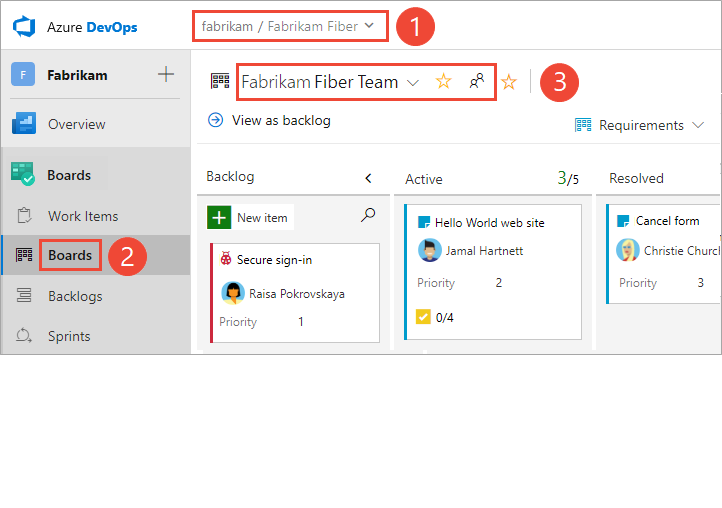 Azure DevOps
fabrikam / Fabrikam Fiber
1
F
Fabrikam
Overview
Boards
Work Items
Boards
2
Backlogs
Sprints
Fabrikam Fiber Team
3
View as backlog
Requirements
Backlog
Active
3/5
Resolved
New item
Secure sign-in
Raisa Pokrovskaya
Priority 1
Hello World web site
Jamal Hartnett
Priority 2
0/4
Cancel form
Christie Church
Priority 3